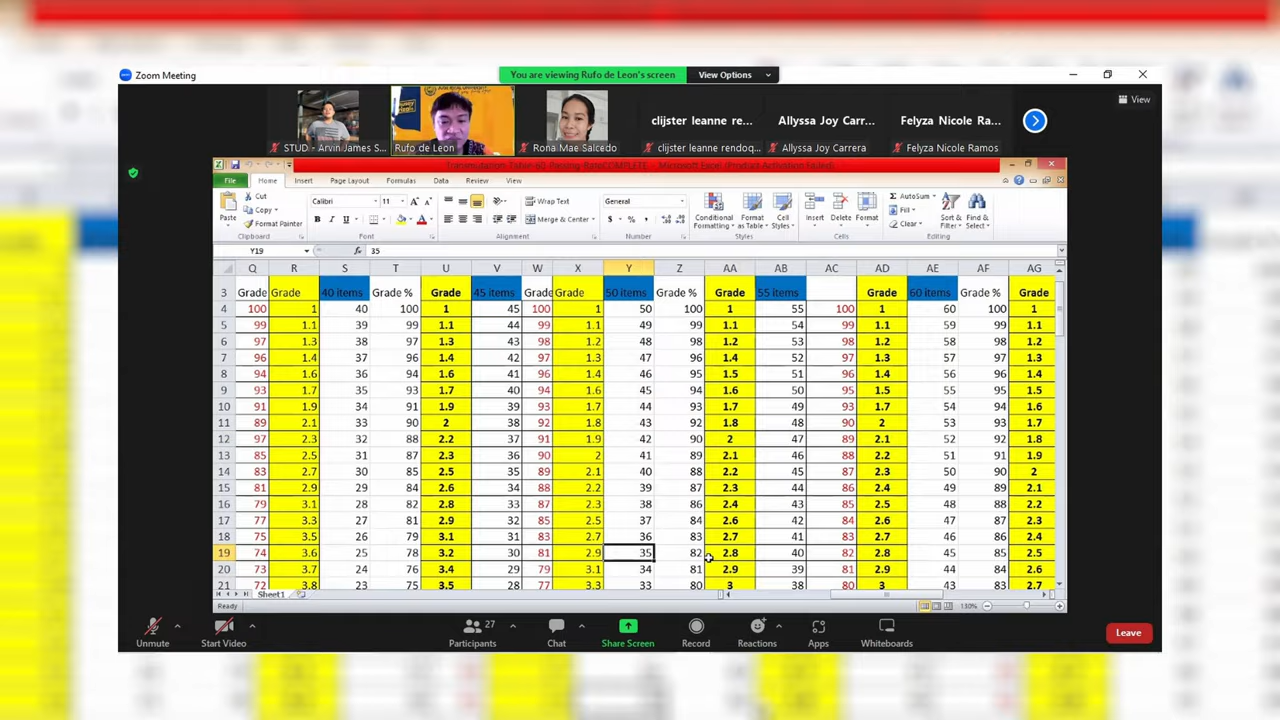 Zoom Meeting
You are viewing Rufo de Leon's screen View Options
View
clijster leanne re... Allyssa Joy Carr... Felyza Nicole Ra...
STUD - Arvin James S... Rufo de Leon Rona Mae Salcedo clijster leanne rendoq... Allyssa Joy Carrera Felyza Nicole Ramos
Transmutation Table 60 Passing Rate COMPLETE - Microsoft Excel (Product Activation Failed)
File Home Insert Page Layout Formulas Data Review View
Paste Cut Copy Format Painter
Calibri 11 Wrap Text General Conditional Formatting Format as Table Cell Styles Insert Delete Format AutoSum Fill Clear Sort & Filter Find & Select
B I U Merge & Center $ % ,
Clipboard Font Alignment Number Styles Cells Editing
Y19 fx 35
Q R S T U V W X Y Z AA AB AC AD AE AF AG
3 Grade Grade 40 items Grade % Grade 45 items Grade Grade 50 items Grade % Grade 55 items Grade 60 items Grade % Grade
4 100 1 40 100 1 45 100 1 50 100 1 55 100 1 60 100 1
5 99 1.1 39 99 1.1 44 99 1.1 49 99 1.1 54 99 1.1 59 99 1.1
6 97 1.3 38 97 1.3 43 98 1.2 48 98 1.2 53 98 1.2 58 98 1.2
7 96 1.4 37 96 1.4 42 97 1.3 47 96 1.4 52 97 1.3 57 97 1.3
8 94 1.6 36 94 1.6 41 96 1.4 46 95 1.5 51 96 1.4 56 96 1.4
9 93 1.7 35 93 1.7 40 94 1.6 45 94 1.6 50 95 1.5 55 95 1.5
10 91 1.9 34 91 1.9 39 93 1.7 44 93 1.7 49 93 1.7 54 94 1.6
11 89 2.1 33 90 2 38 92 1.8 43 92 1.8 48 90 2 53 93 1.7
12 97 2.3 32 88 2.2 37 91 1.9 42 90 2 47 89 2.1 52 92 1.8
13 85 2.5 31 87 2.3 36 90 2 41 89 2.1 46 88 2.2 51 91 1.9
14 83 2.7 30 85 2.5 35 89 2.1 40 88 2.2 45 87 2.3 50 90 2
15 81 2.9 29 84 2.6 34 88 2.2 39 87 2.3 44 86 2.4 49 89 2.1
16 79 3.1 28 82 2.8 33 87 2.3 38 86 2.4 43 85 2.5 48 88 2.2
17 77 3.3 27 81 2.9 32 85 2.5 37 84 2.6 42 84 2.6 47 87 2.3
18 75 3.5 26 79 3.1 31 83 2.7 36 83 2.7 41 83 2.7 46 86 2.4
19 74 3.6 25 78 3.2 30 81 2.9 35 82 2.8 40 82 2.8 45 85 2.5
20 73 3.7 24 76 3.4 29 79 3.1 34 81 2.9 39 81 2.9 44 84 2.6
21 72 3.8 23 75 3.5 28 77 3.3 33 80 3 38 80 3 43 83 2.7
Sheet1
Ready 130%
27
Unmute Start Video Participants Chat Share Screen Record Reactions Apps Whiteboards Leave